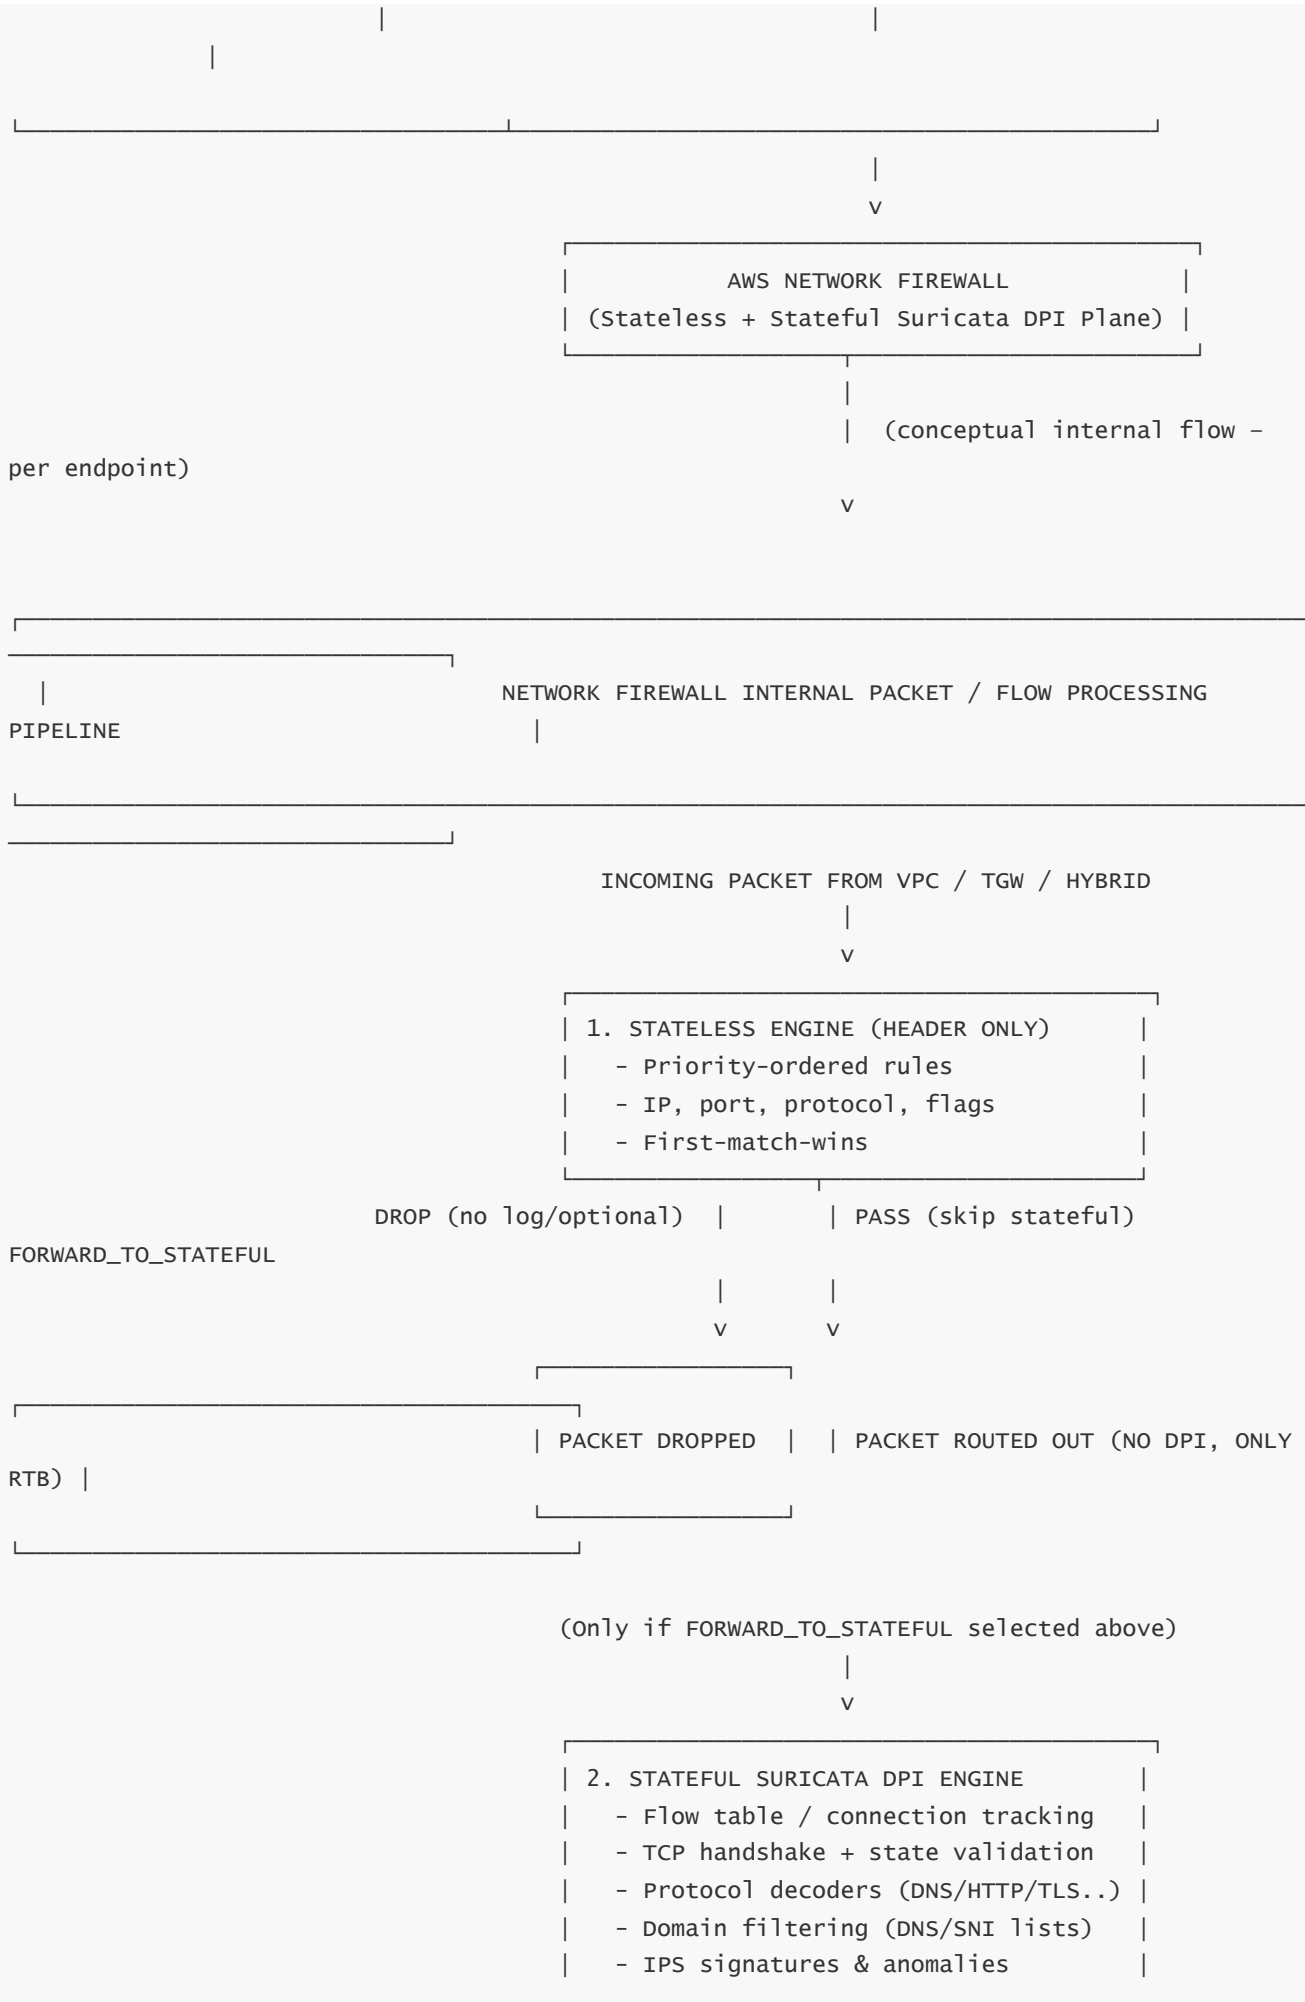 │ │
│
└──────────────────────────────────┴─────────────────────────────────────────────┘
│
v
┌────────────────────────────────────────────┐
│ AWS NETWORK FIREWALL │
│ (Stateless + Stateful Suricata DPI Plane) │
└───────────────────┬────────────────────────┘
│
│ (conceptual internal flow –
per endpoint)
v
┌───────────────────────────────────────────────────────────────────────────────────────────
───────────────────────────────┐
│ NETWORK FIREWALL INTERNAL PACKET / FLOW PROCESSING
PIPELINE │
└───────────────────────────────────────────────────────────────────────────────────────────
───────────────────────────────┘
INCOMING PACKET FROM VPC / TGW / HYBRID
│
v
┌─────────────────────────────────────────┐
│ 1. STATELESS ENGINE (HEADER ONLY) │
│ - Priority-ordered rules │
│ - IP, port, protocol, flags │
│ - First-match-wins │
└─────────────────┬──────────────────────┘
DROP (no log/optional) │ │ PASS (skip stateful)
FORWARD_TO_STATEFUL
│ │
v v
┌─────────────────┐
┌───────────────────────────────────────┐
│ PACKET DROPPED │ │ PACKET ROUTED OUT (NO DPI, ONLY
RTB) │
└─────────────────┘
└───────────────────────────────────────┘
(Only if FORWARD_TO_STATEFUL selected above)
│
v
┌─────────────────────────────────────────┐
│ 2. STATEFUL SURICATA DPI ENGINE │
│ - Flow table / connection tracking │
│ - TCP handshake + state validation │
│ - Protocol decoders (DNS/HTTP/TLS..) │
│ - Domain filtering (DNS/SNI lists) │
│ - IPS signatures & anomalies │